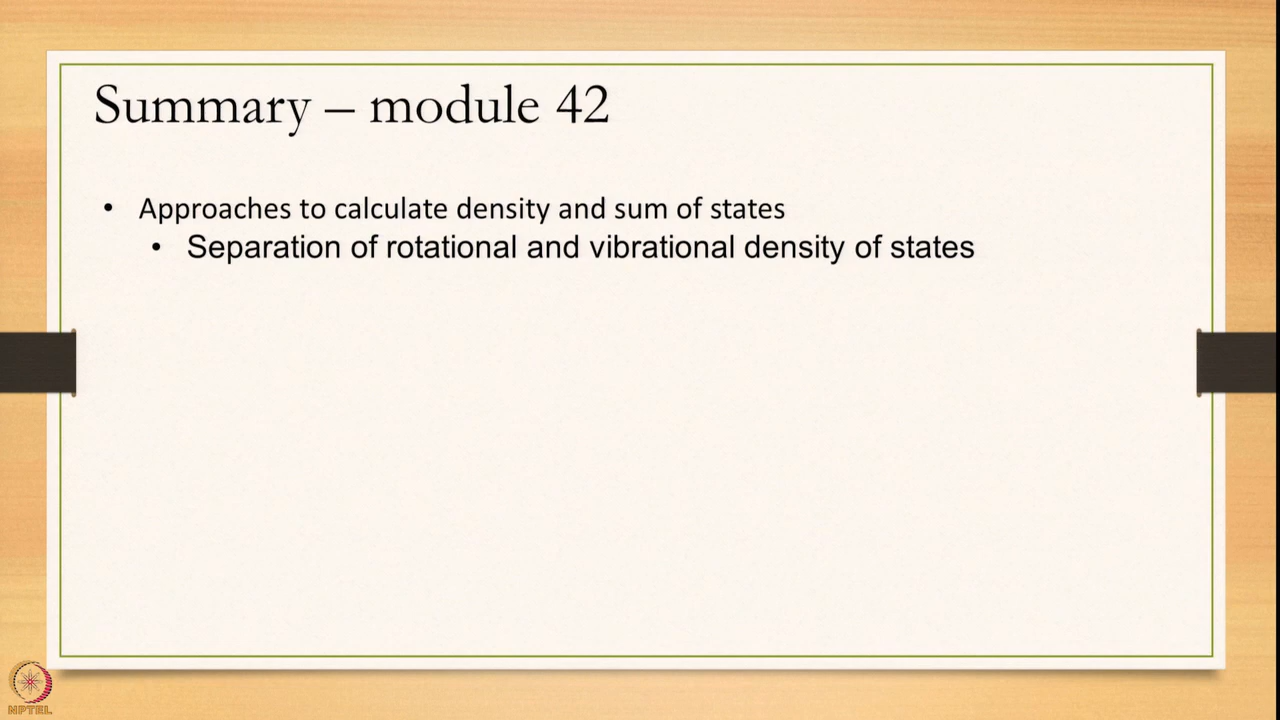 Summary – module 42
• Approaches to calculate density and sum of states
• Separation of rotational and vibrational density of states
NPTEL